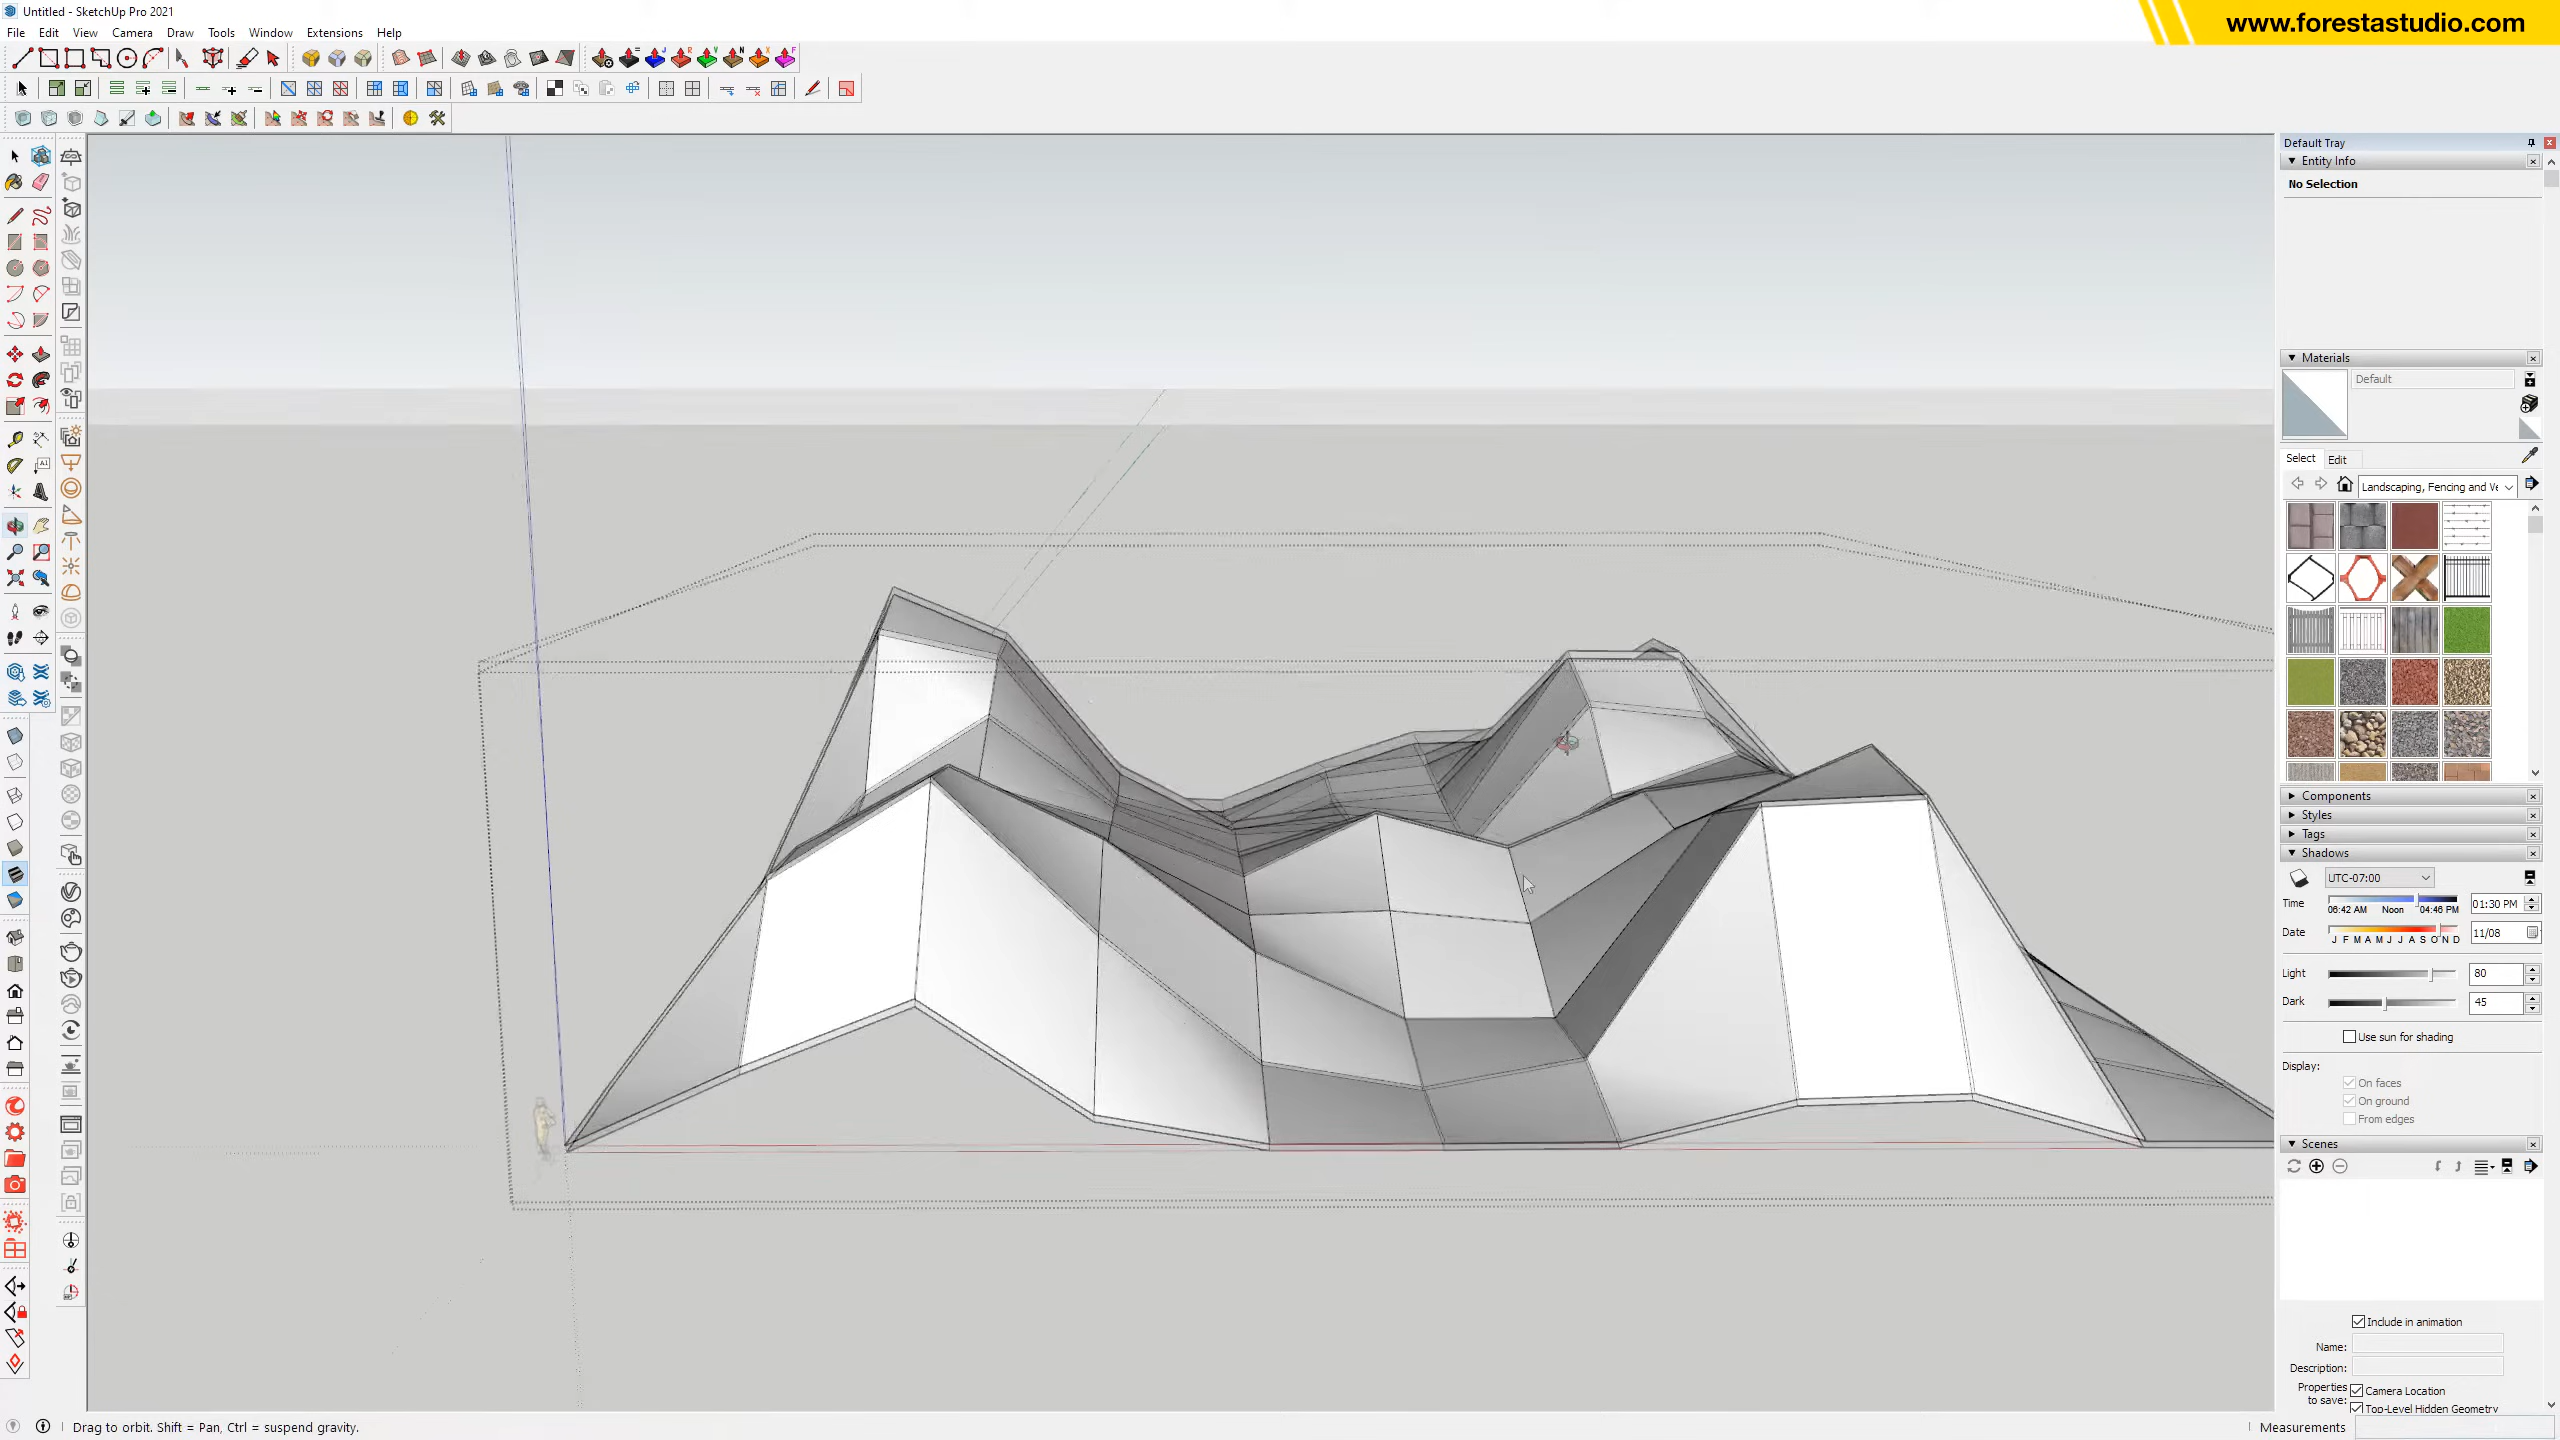 Untitled - SketchUp Pro 2021
www.forestastudio.com
File Edit View Camera Draw Tools Window Extensions Help
Default Tray
Entity Info
No Selection
Materials
Default
Select Edit
Landscaping, Fencing and Ve
Components
Styles
Tags
Shadows
UTC-07:00
Time
06:42 AM Noon 04:46 PM
01:30 PM
Date
J F M A M J J A S O N D
11/08
Light
80
Dark
45
Use sun for shading
Display:
On faces
On ground
From edges
Scenes
Include in animation
Name:
Description:
Properties to save:
Camera Location
Top-Level Hidden Geometry
Drag to orbit. Shift = Pan, Ctrl = suspend gravity.
Measurements